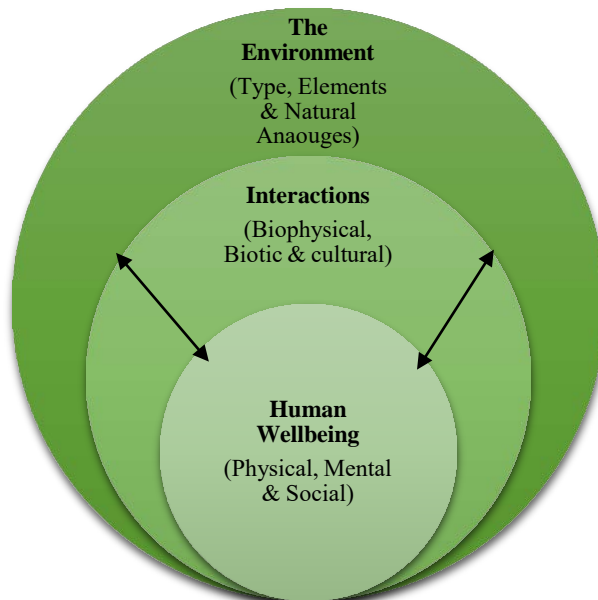 The
Environment
(Type, Elements
& Natural
Anaouges)
Interactions
(Biophysical,
Biotic & cultural)
Human
Wellbeing
(Physical, Mental
& Social)